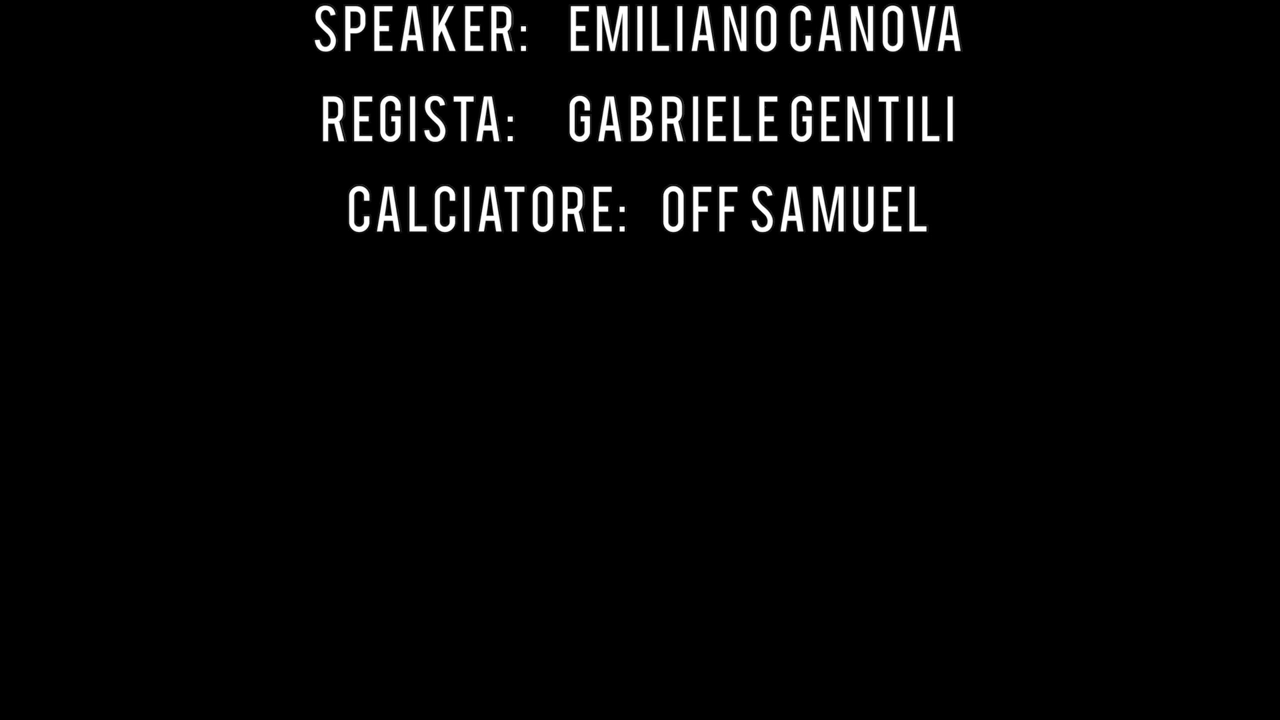 SPEAKER: EMILIANO CANOVA
REGISTA: GABRIELE GENTILI
CALCIATORE: OFF SAMUEL